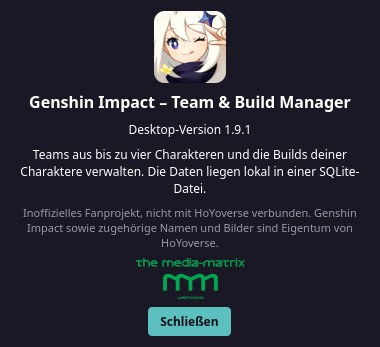 Genshin Impact – Team & Build Manager
Desktop-Version 1.9.1
Teams aus bis zu vier Charakteren und die Builds deiner
Charaktere verwalten. Die Daten liegen lokal in einer SQLite-
Datei.
Inoffizielles Fanprojekt, nicht mit HoYoverse verbunden. Genshin
Impact sowie zugehörige Namen und Bilder sind Eigentum von
HoYoverse.
the media-matrix
webhomes
Schließen